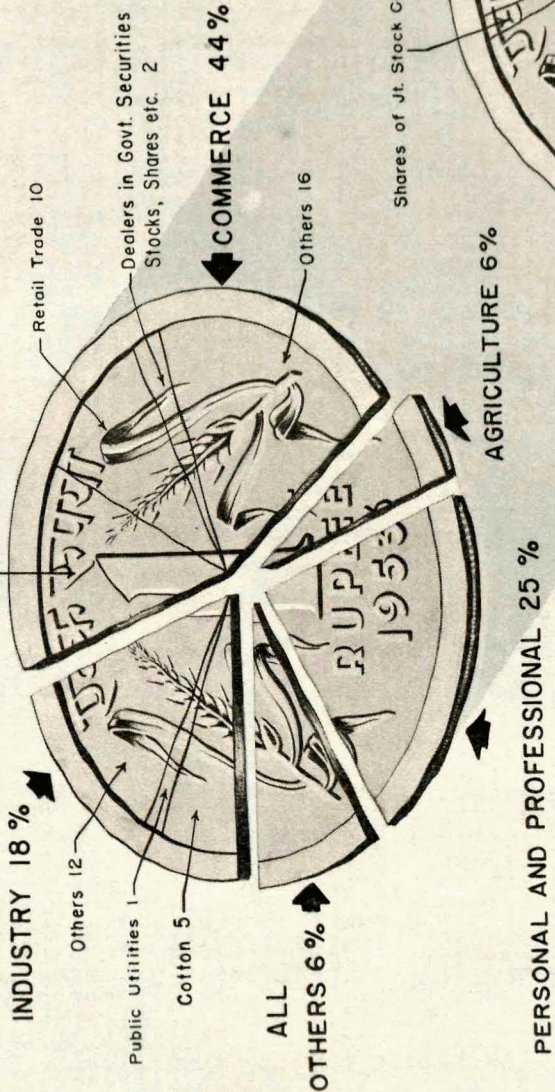 INDUSTRY 18 %
Others 12
Public Utilities 1
Cotton 5
ALL
OTHERS 6%
PERSONAL AND PROFESSIONAL 25 %
AGRICULTURE 6%
COMMERCE 44%
Retail Trade 10
Dealers in Govt. Securities
Stocks, Shares etc. 2
Others 16
एक रुपया
RUPEE
1953
Shares of Jt. Stock C